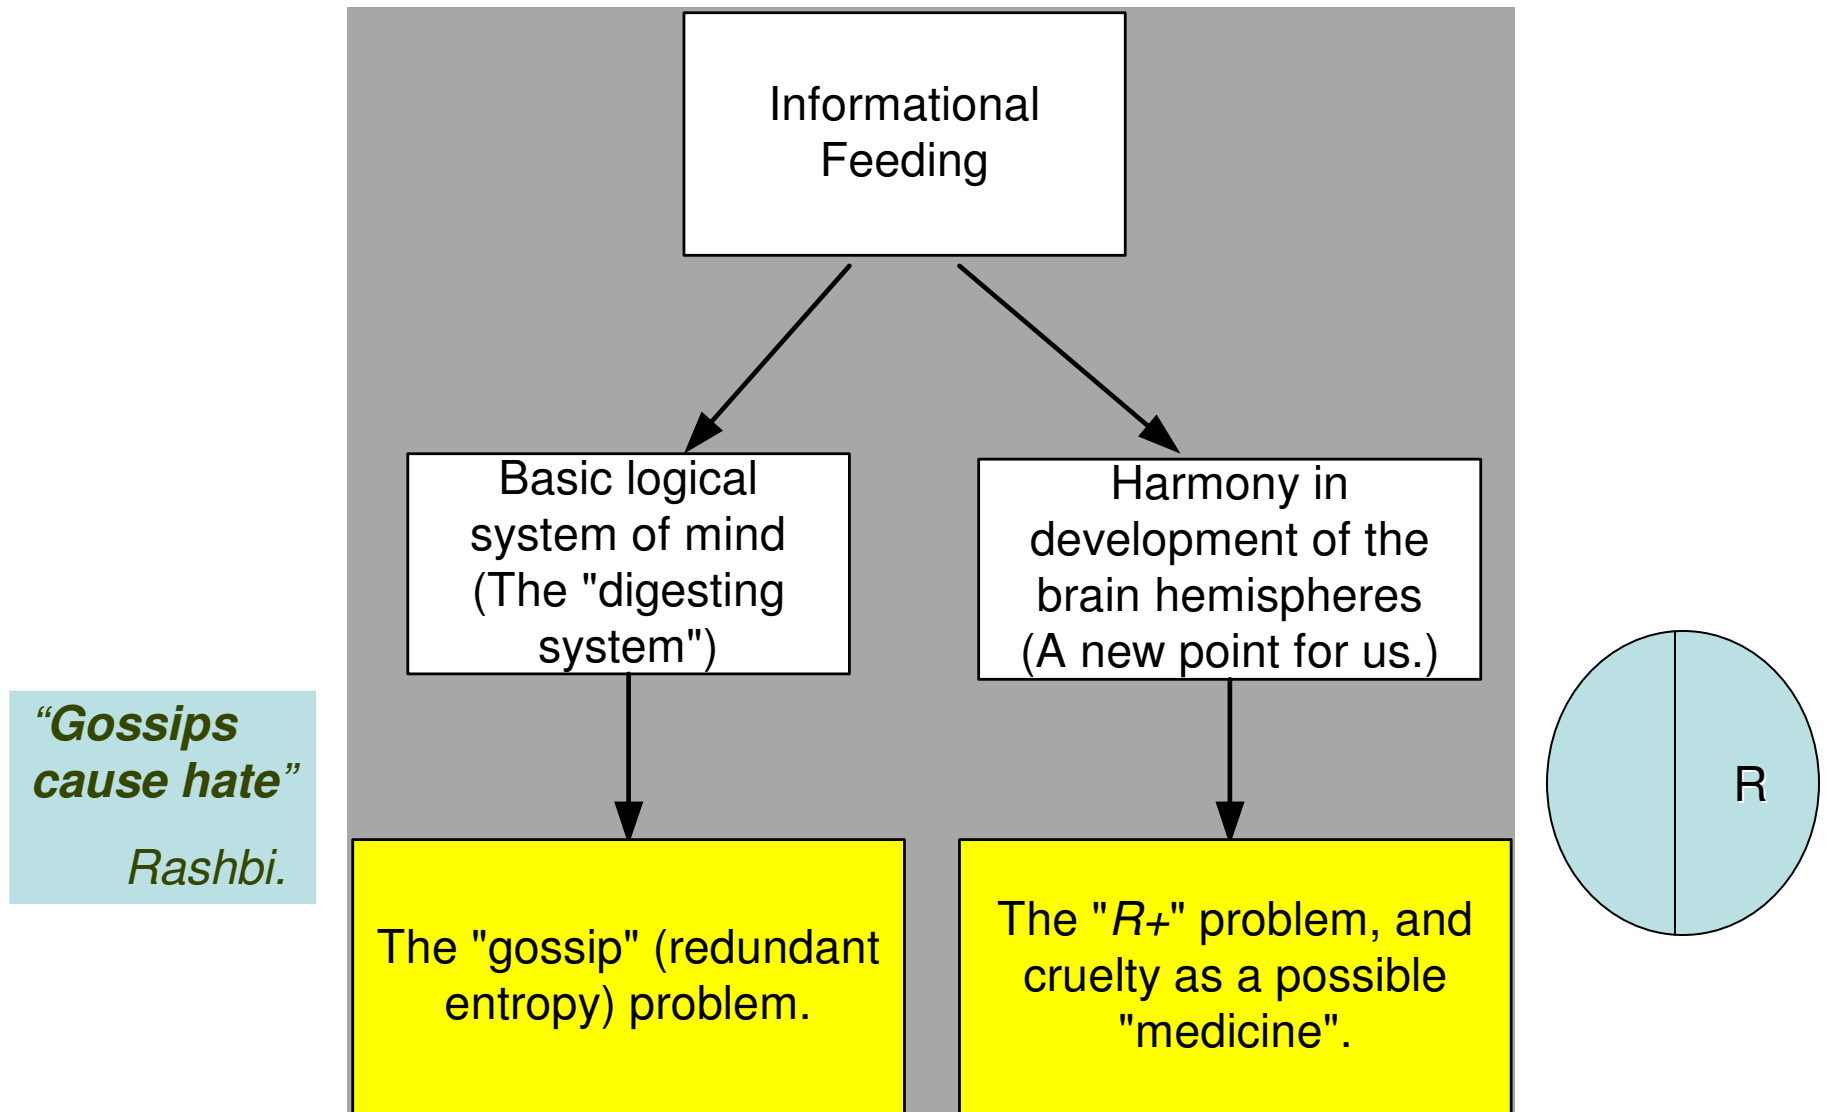 Informational
Feeding
Basic logical
system of mind
(The "digesting
system")
Harmony in
development of the
brain hemispheres
(A new point for us.)
“Gossips
cause hate”
Rashbi.
R
The "gossip" (redundant
entropy) problem.
The "R+" problem, and
cruelty as a possible
"medicine".